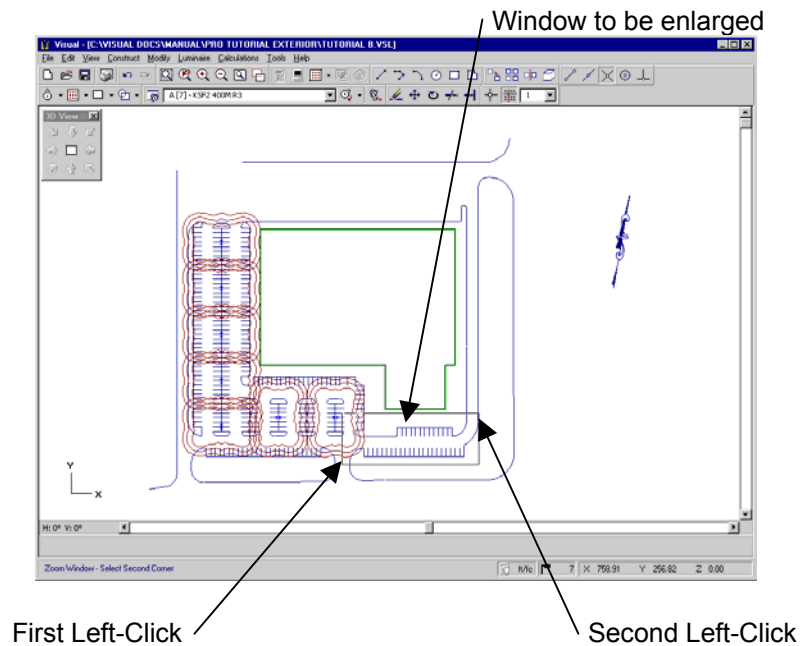 Window to be enlarged
Visual - [C:\VISUAL DOCS\MANUAL\PRO TUTORIAL EXTERIOR\TUTORIAL B.VSL]
File Edit View Construct Modify Luminaire Calculations Tools Help
A [7] - KSF2 400M R3
1
3D View
Y
X
H: 0° V: 0°
Zoom Window - Select Second Corner
ft/fc 7 X 758.91 Y 256.82 Z 0.00
First Left-Click
Second Left-Click